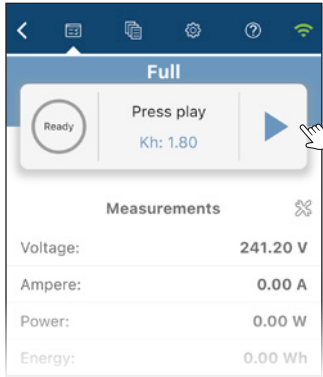 Full
Ready
Press play
Kh: 1.80
Measurements
Voltage: 241.20 V
Ampere: 0.00 A
Power: 0.00 W
Energy: 0.00 Wh